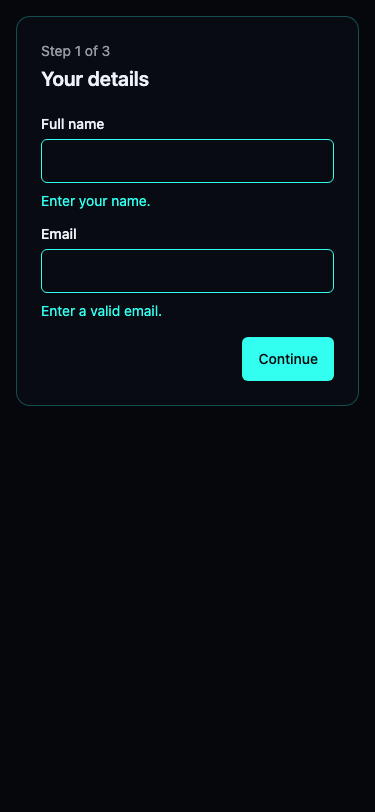 Step 1 of 3
Your details
Full name
Enter your name.
Email
Enter a valid email.
Continue